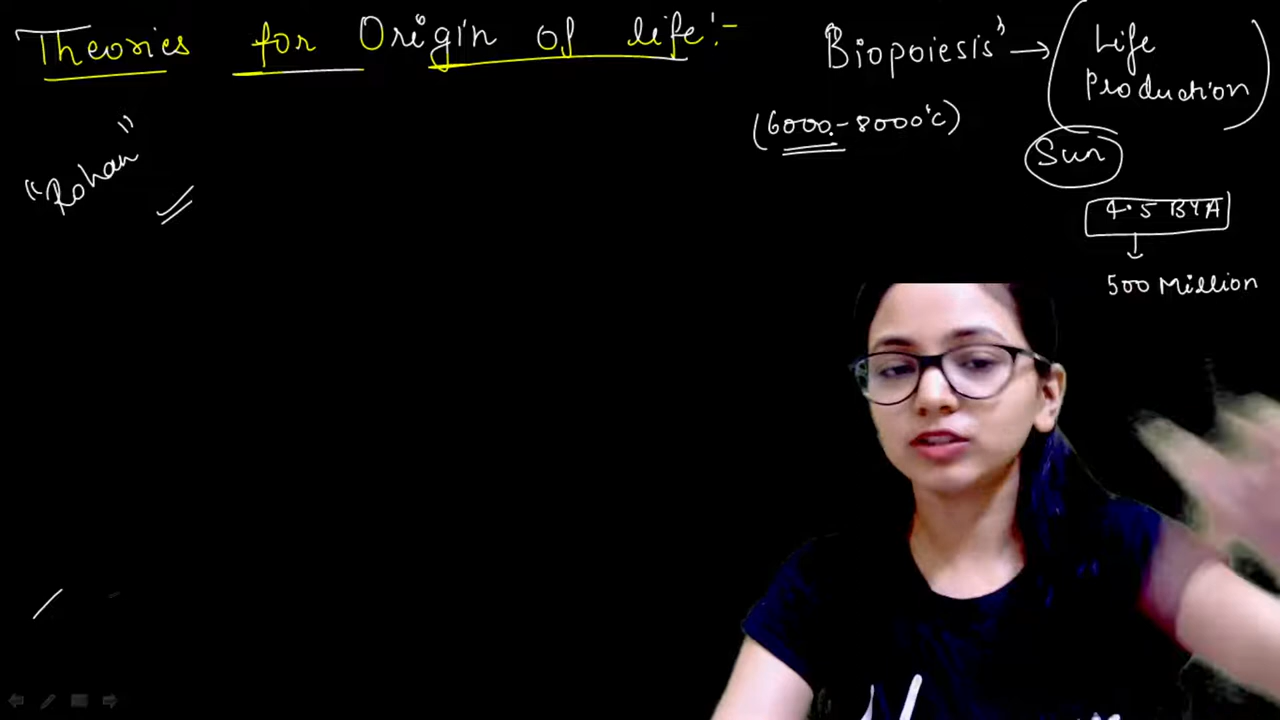 Theories for Origin of life:-
"Rohan"
Biopoiesis' → (Life Production)
(6000-8000°C)
Sun
4.5 BYA
500 Million